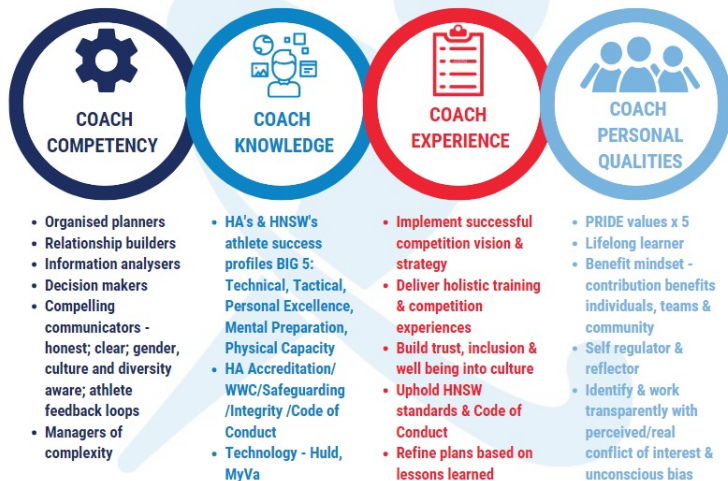 COACH
COMPETENCY
COACH
KNOWLEDGE
COACH
EXPERIENCE
COACH
PERSONAL
QUALITIES
• Organised planners
• Relationship builders
• Information analysers
• Decision makers
• Compelling
communicators -
honest; clear; gender,
culture and diversity
aware; athlete
feedback loops
• Managers of
complexity
• HA's & HNSW's
athlete success
profiles BIG 5:
Technical, Tactical,
Personal Excellence,
Mental Preparation,
Physical Capacity
• HA Accreditation/
WWC/Safeguarding
/Integrity /Code of
Conduct
• Technology - Huld,
MyVa
• Implement successful
competition vision &
strategy
• Deliver holistic training
& competition
experiences
• Build trust, inclusion &
well being into culture
• Uphold HNSW
standards & Code of
Conduct
• Refine plans based on
lessons learned
• PRIDE values x 5
• Lifelong learner
• Benefit mindset -
contribution benefits
individuals, teams &
community
• Self regulator &
reflector
• Identify & work
transparently with
perceived/real
conflict of interest &
unconscious bias